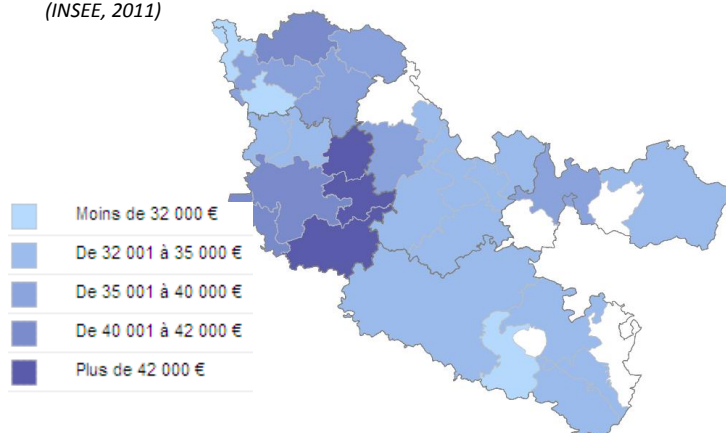 (INSEE, 2011)
Moins de 32 000 €
De 32 001 à 35 000 €
De 35 001 à 40 000 €
De 40 001 à 42 000 €
Plus de 42 000 €